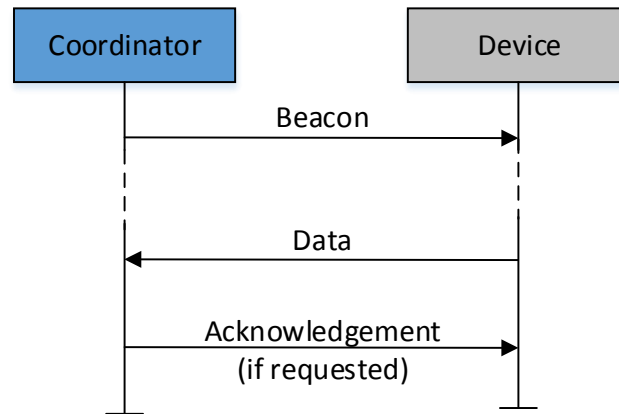 Coordinator
Device
Beacon
Data
Acknowledgement
(if requested)